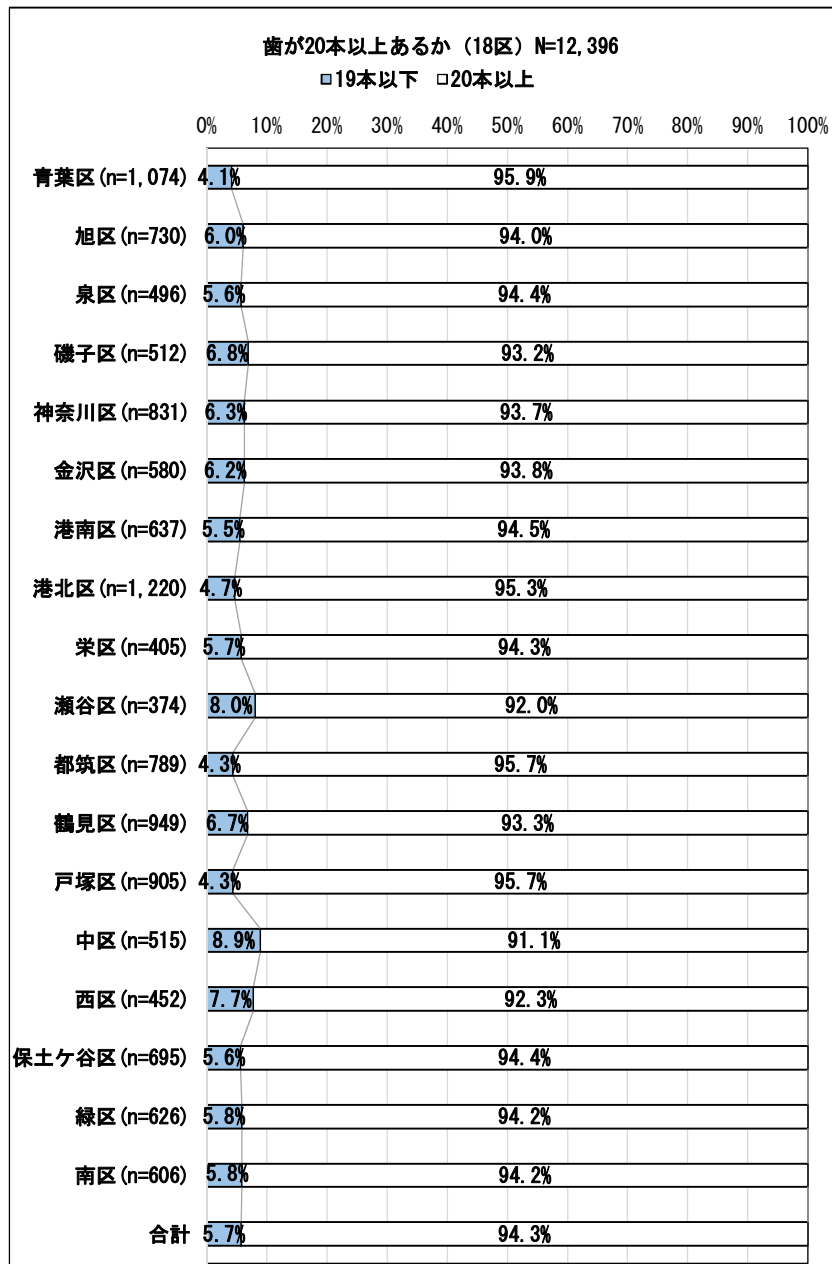 歯が20本以上あるか（18区）N=12,396
■19本以下 □20本以上
0% 10% 20% 30% 40% 50% 60% 70% 80% 90% 100%
青葉区(n=1,074) 4.1% 95.9%
旭区(n=730) 6.0% 94.0%
泉区(n=496) 5.6% 94.4%
磯子区(n=512) 6.8% 93.2%
神奈川区(n=831) 6.3% 93.7%
金沢区(n=580) 6.2% 93.8%
港南区(n=637) 5.5% 94.5%
港北区(n=1,220) 4.7% 95.3%
栄区(n=405) 5.7% 94.3%
瀬谷区(n=374) 8.0% 92.0%
都筑区(n=789) 4.3% 95.7%
鶴見区(n=949) 6.7% 93.3%
戸塚区(n=905) 4.3% 95.7%
中区(n=515) 8.9% 91.1%
西区(n=452) 7.7% 92.3%
保土ケ谷区(n=695) 5.6% 94.4%
緑区(n=626) 5.8% 94.2%
南区(n=606) 5.8% 94.2%
合計 5.7% 94.3%